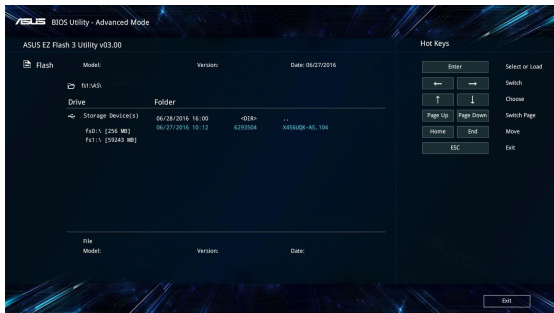 ASUS BIOS Utility - Advanced Mode
ASUS EZ Flash 3 Utility v03.00
Flash
Model: Version: Date: 06/27/2016
fs1:\AS\
Drive Folder
Storage Device(s)
fs0:\ [256 MB]
fs1:\ [59243 MB]
06/28/2016 16:00 <DIR> ..
06/27/2016 10:12 6293504 X456UQK-AS.104
File
Model: Version: Date:
Hot Keys
Enter Select or Load
← → Switch
↑ ↓ Choose
Page Up Page Down Switch Page
Home End Move
ESC Exit
Exit